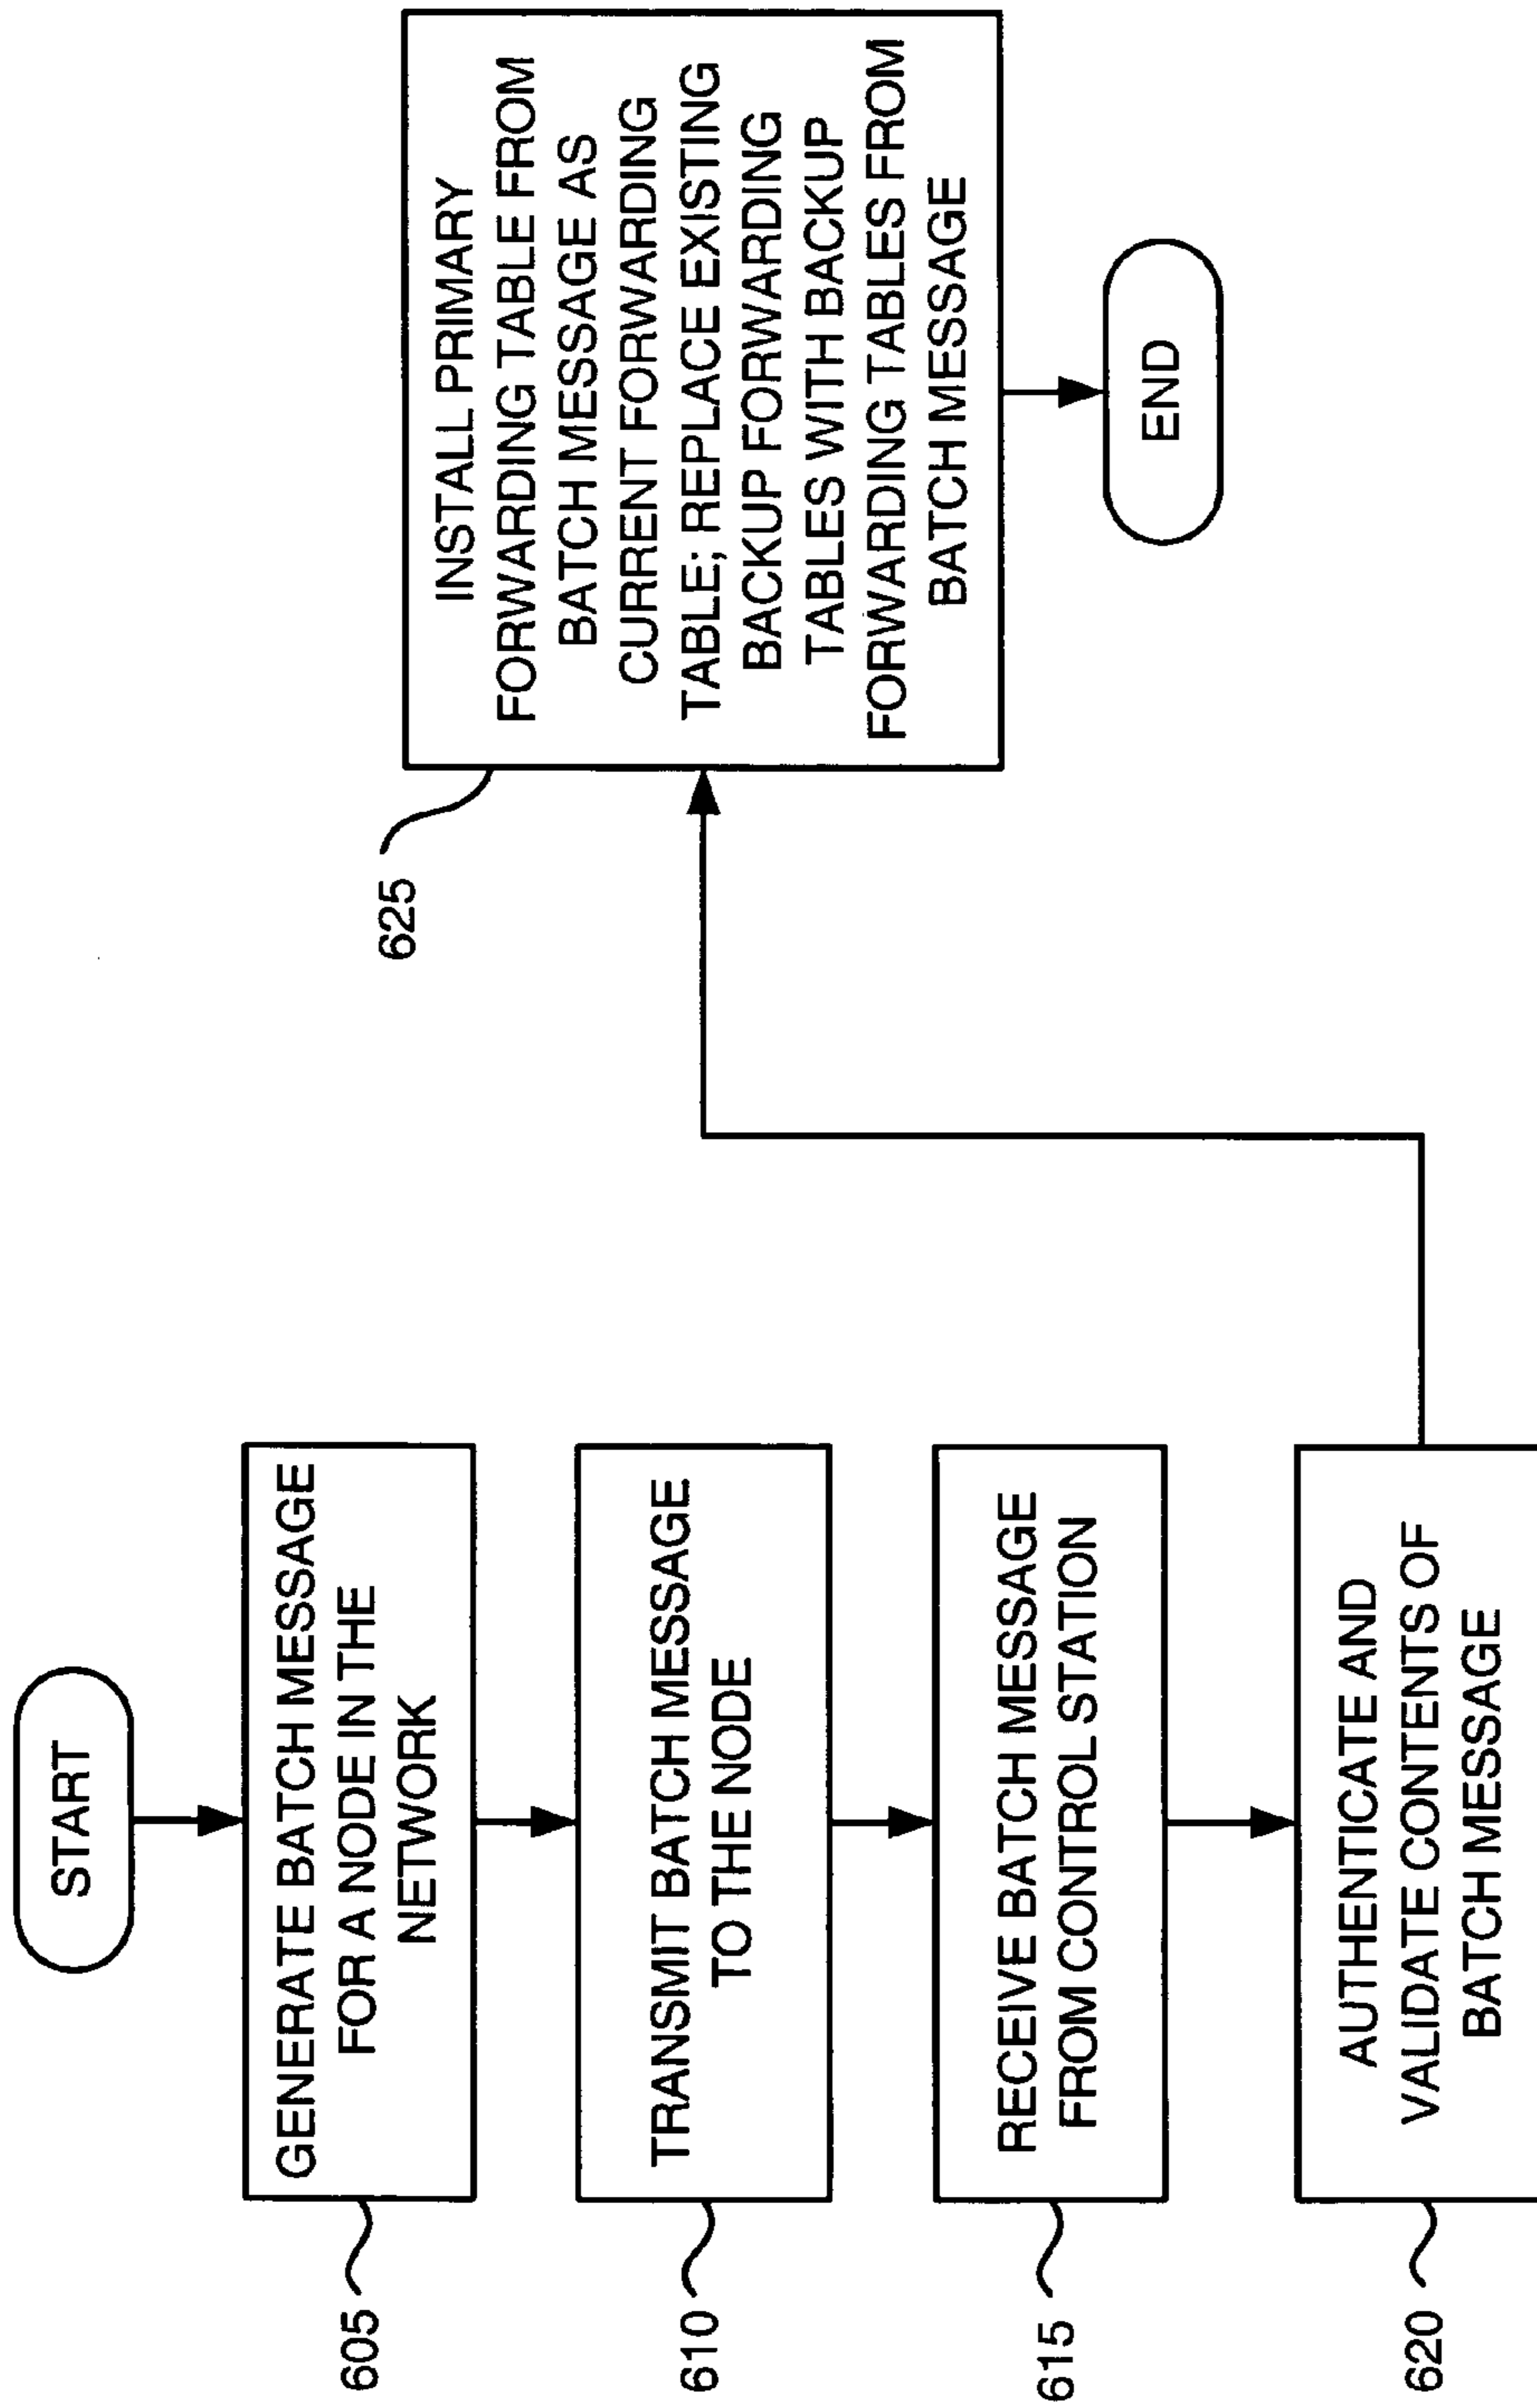 START
605
GENERATE BATCH MESSAGE
FOR A NODE IN THE
NETWORK
610
TRANSMIT BATCH MESSAGE
TO THE NODE
615
RECEIVE BATCH MESSAGE
FROM CONTROL STATION
620
AUTHENTICATE AND
VALIDATE CONTENTS OF
BATCH MESSAGE
625
INSTALL PRIMARY
FORWARDING TABLE FROM
BATCH MESSAGE AS
CURRENT FORWARDING
TABLE; REPLACE EXISTING
BACKUP FORWARDING
TABLES WITH BACKUP
FORWARDING TABLES FROM
BATCH MESSAGE
END